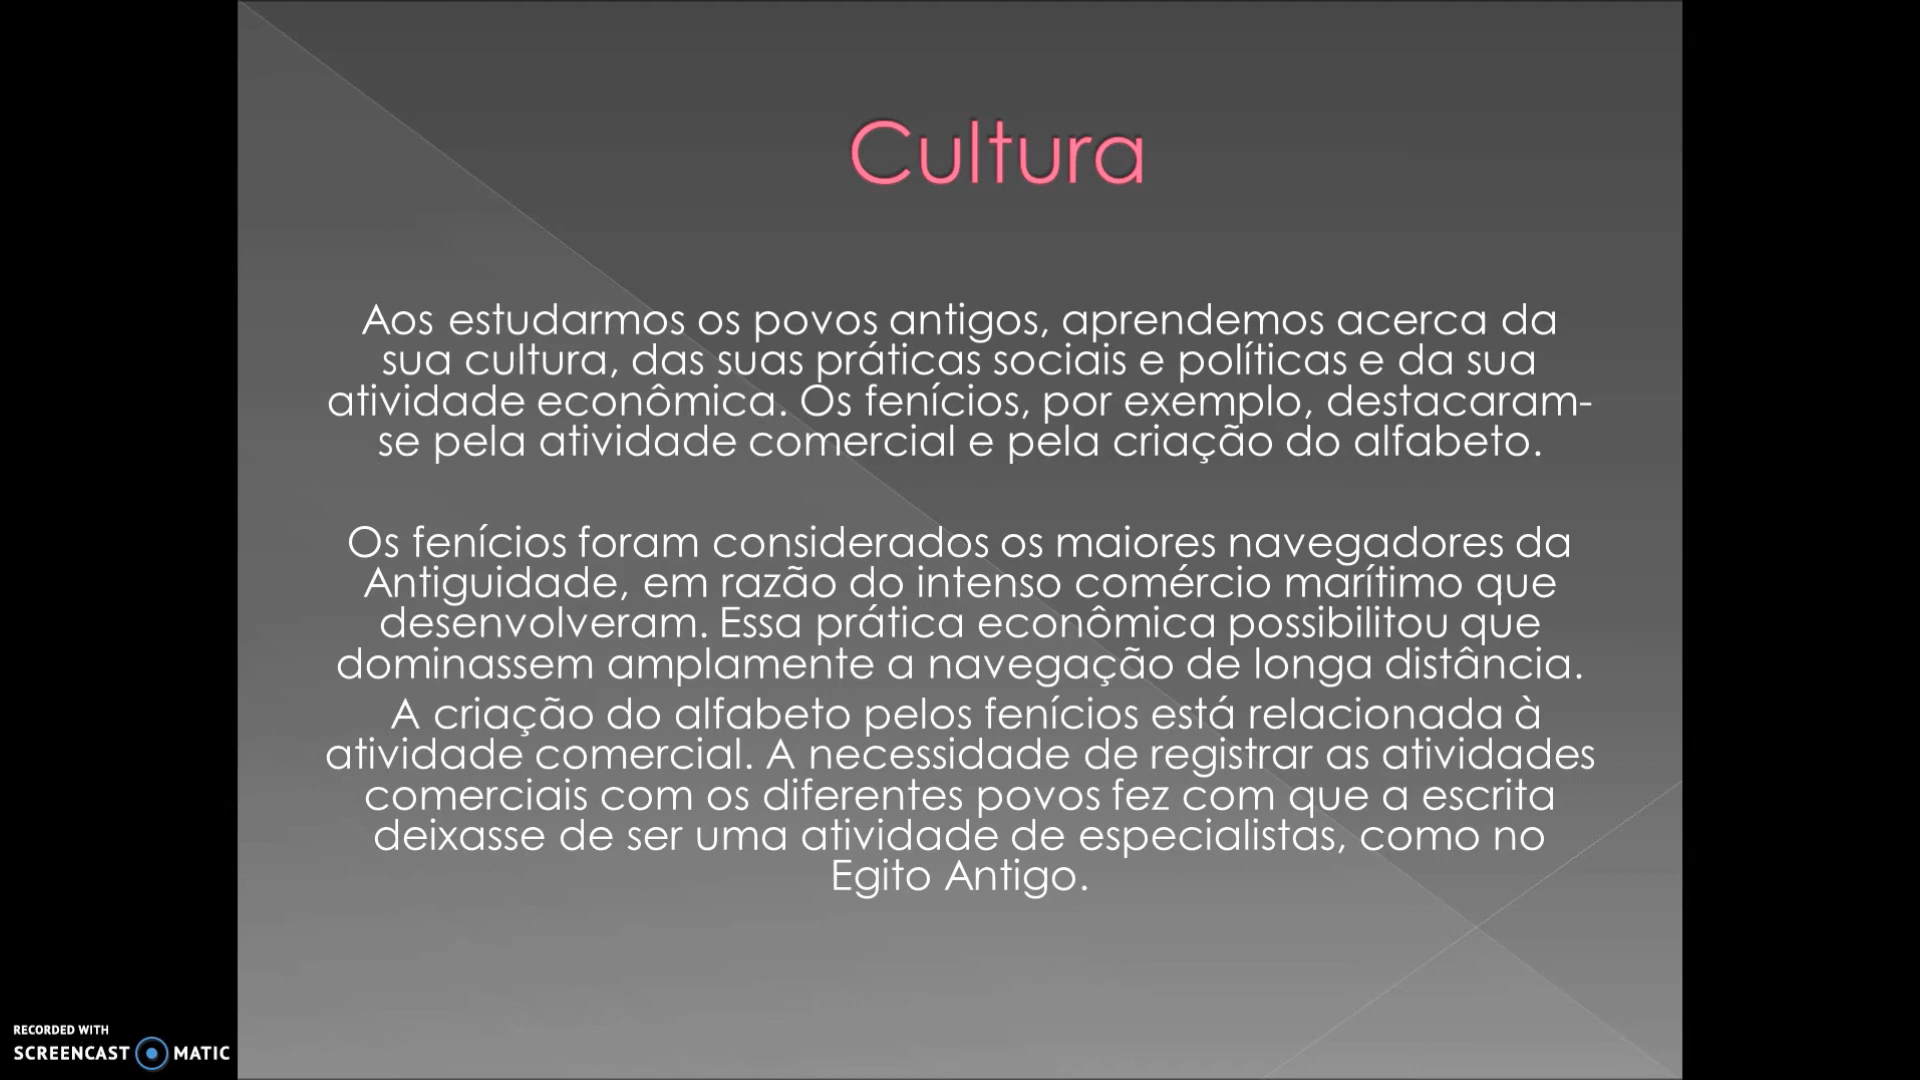 Cultura
Aos estudarmos os povos antigos, aprendemos acerca da
sua cultura, das suas práticas sociais e políticas e da sua
atividade econômica. Os fenícios, por exemplo, destacaram-
se pela atividade comercial e pela criação do alfabeto.
Os fenícios foram considerados os maiores navegadores da
Antiguidade, em razão do intenso comércio marítimo que
desenvolveram. Essa prática econômica possibilitou que
dominassem amplamente a navegação de longa distância.
A criação do alfabeto pelos fenícios está relacionada à
atividade comercial. A necessidade de registrar as atividades
comerciais com os diferentes povos fez com que a escrita
deixasse de ser uma atividade de especialistas, como no
Egito Antigo.
RECORDED WITH
SCREENCAST MATIC